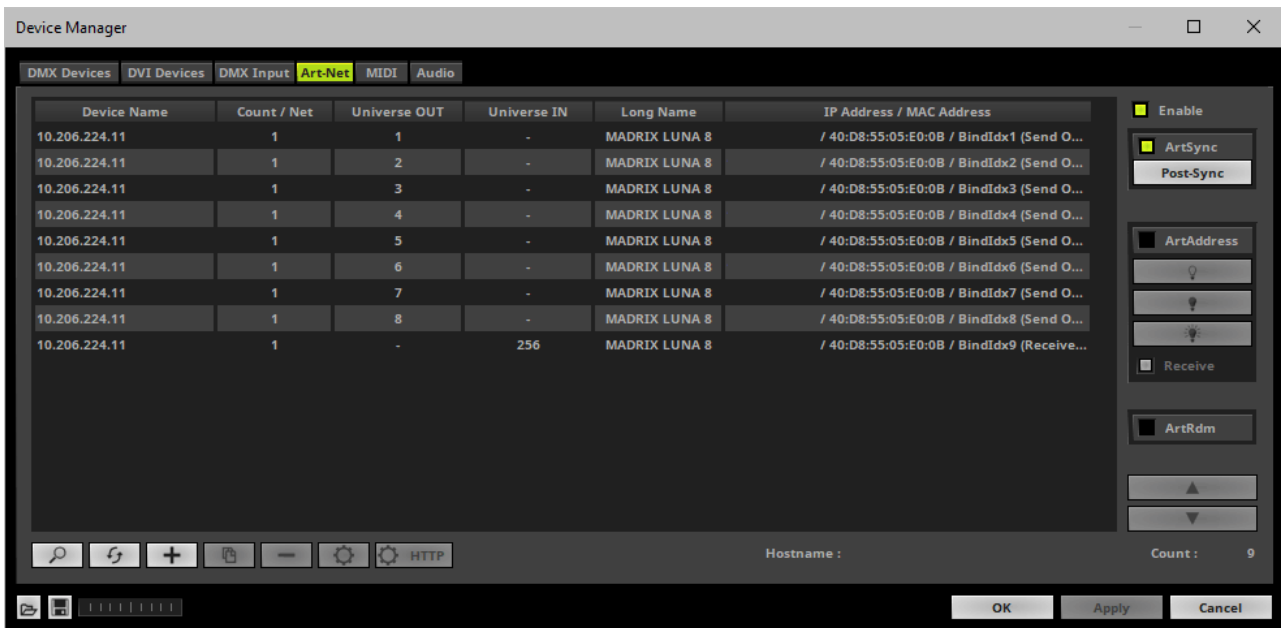 Device Manager
DMX Devices DVI Devices DMX Input Art-Net MIDI Audio
Device Name Count / Net Universe OUT Universe IN Long Name IP Address / MAC Address
Enable
10.206.224.11 1 1 - MADRIX LUNA 8 / 40:D8:55:05:E0:0B / BindIdx1 (Send O...
ArtSync
10.206.224.11 1 2 - MADRIX LUNA 8 / 40:D8:55:05:E0:0B / BindIdx2 (Send O...
Post-Sync
10.206.224.11 1 3 - MADRIX LUNA 8 / 40:D8:55:05:E0:0B / BindIdx3 (Send O...
10.206.224.11 1 4 - MADRIX LUNA 8 / 40:D8:55:05:E0:0B / BindIdx4 (Send O...
10.206.224.11 1 5 - MADRIX LUNA 8 / 40:D8:55:05:E0:0B / BindIdx5 (Send O...
ArtAddress
10.206.224.11 1 6 - MADRIX LUNA 8 / 40:D8:55:05:E0:0B / BindIdx6 (Send O...
10.206.224.11 1 7 - MADRIX LUNA 8 / 40:D8:55:05:E0:0B / BindIdx7 (Send O...
10.206.224.11 1 8 - MADRIX LUNA 8 / 40:D8:55:05:E0:0B / BindIdx8 (Send O...
10.206.224.11 1 - 256 MADRIX LUNA 8 / 40:D8:55:05:E0:0B / BindIdx9 (Receive...
Receive
ArtRdm
HTTP
Hostname :
Count : 9
OK Apply Cancel